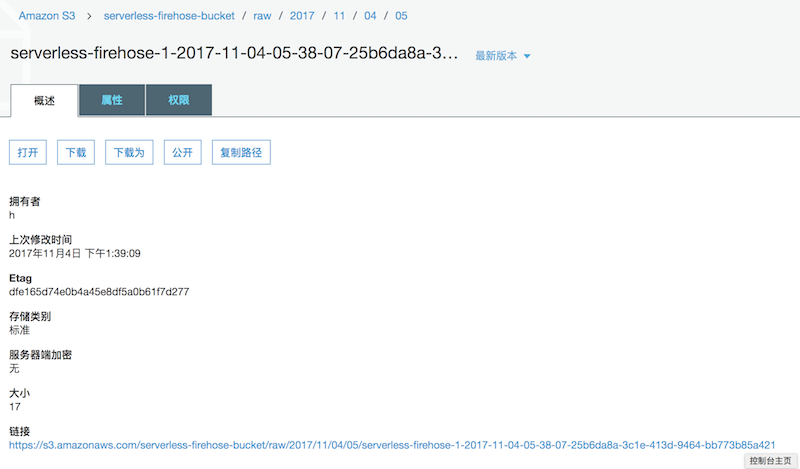 Amazon S3 > serverless-firehose-bucket / raw / 2017 / 11 / 04 / 05
serverless-firehose-1-2017-11-04-05-38-07-25b6da8a-3… 最新版本
概述 属性 权限
打开 下载 下载为 公开 复制路径
拥有者
h
上次修改时间
2017年11月4日 下午1:39:09
Etag
dfe165d74e0b4a45e8df5a0b61f7d277
存储类别
标准
服务器端加密
无
大小
17
链接
https://s3.amazonaws.com/serverless-firehose-bucket/raw/2017/11/04/05/serverless-firehose-1-2017-11-04-05-38-07-25b6da8a-3c1e-413d-9464-bb773b85a421
控制台主页